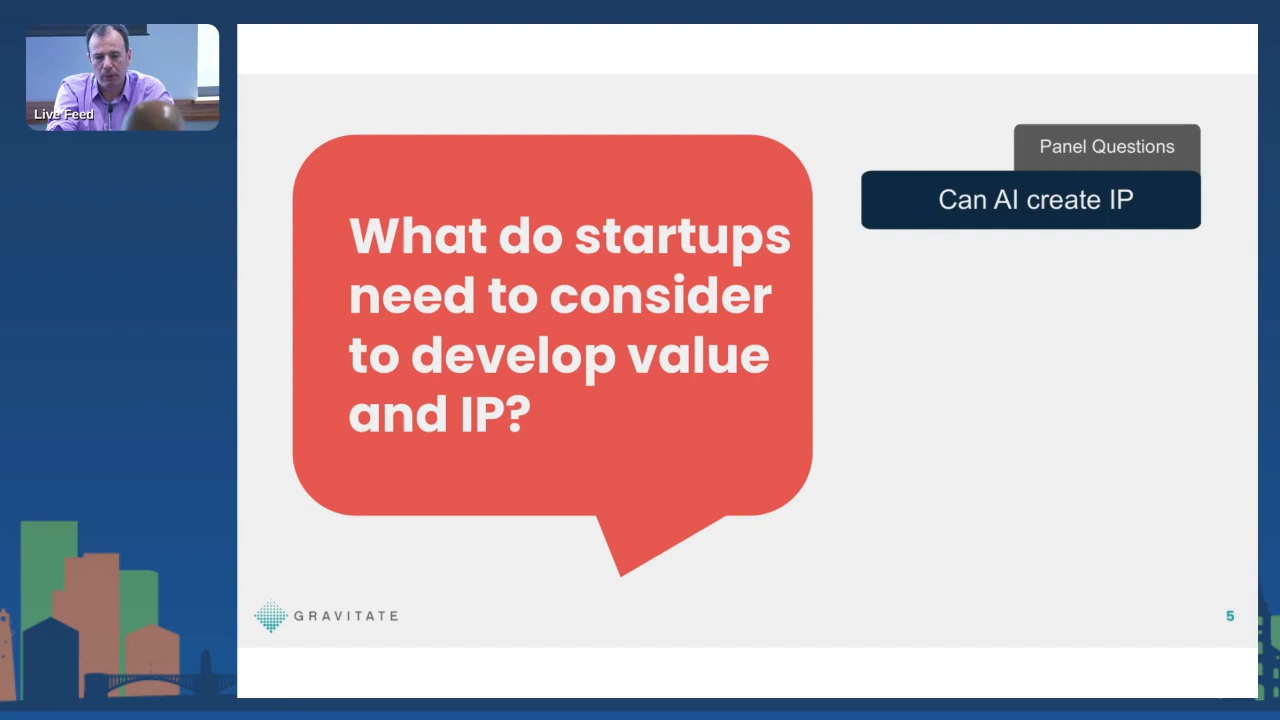 Live Feed
Panel Questions
Can AI create IP
What do startups
need to consider
to develop value
and IP?
GRAVITATE
5